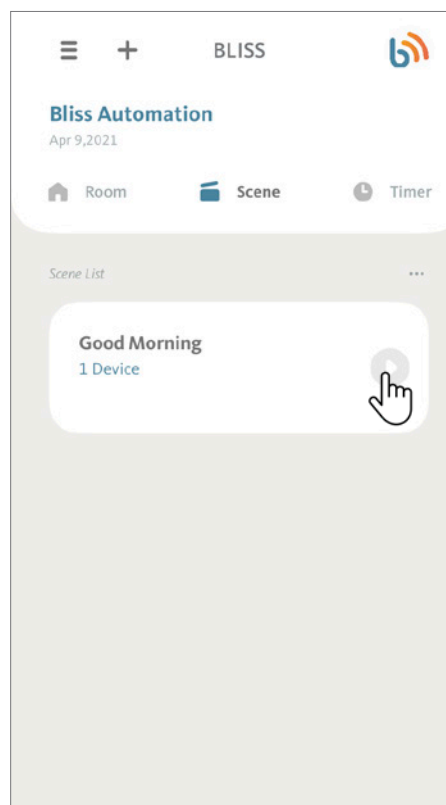 BLISS
Bliss Automation
Apr 9,2021
Room Scene Timer
Scene List
Good Morning
1 Device